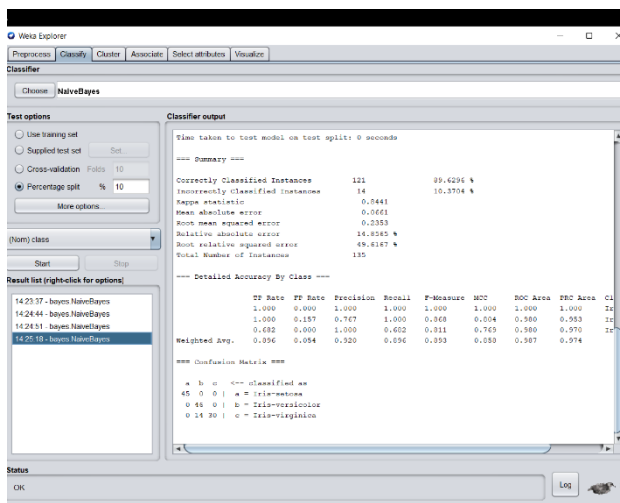 Weka Explorer
Preprocess Classify Cluster Associate Select attributes Visualize
Classifier
Choose NaiveBayes
Test options
Use training set
Supplied test set Set...
Cross-validation Folds 10
Percentage split % 10
More options...
(Nom) class
Start Stop
Result list (right-click for options)
14:23:37 - bayes.NaiveBayes
14:24:44 - bayes.NaiveBayes
14:24:51 - bayes.NaiveBayes
14:25:18 - bayes.NaiveBayes
Classifier output
Time taken to test model on test split: 0 seconds
=== Summary ===
Correctly Classified Instances 121 89.6296 %
Incorrectly Classified Instances 14 10.3704 %
Kappa statistic 0.8441
Mean absolute error 0.0661
Root mean squared error 0.2353
Relative absolute error 14.8585 %
Root relative squared error 49.6167 %
Total Number of Instances 135
=== Detailed Accuracy By Class ===
TP Rate FP Rate Precision Recall F-Measure MCC ROC Area PRC Area Cl
1.000 0.000 1.000 1.000 1.000 1.000 1.000 1.000 Ir
1.000 0.157 0.767 1.000 0.868 0.804 0.980 0.953 Ir
0.682 0.000 1.000 0.682 0.811 0.769 0.980 0.970 Ir
Weighted Avg. 0.896 0.054 0.920 0.896 0.893 0.858 0.987 0.974
=== Confusion Matrix ===
a b c <-- classified as
45 0 0 | a = Iris-setosa
0 46 0 | b = Iris-versicolor
0 14 30 | c = Iris-virginica
Status
OK
Log